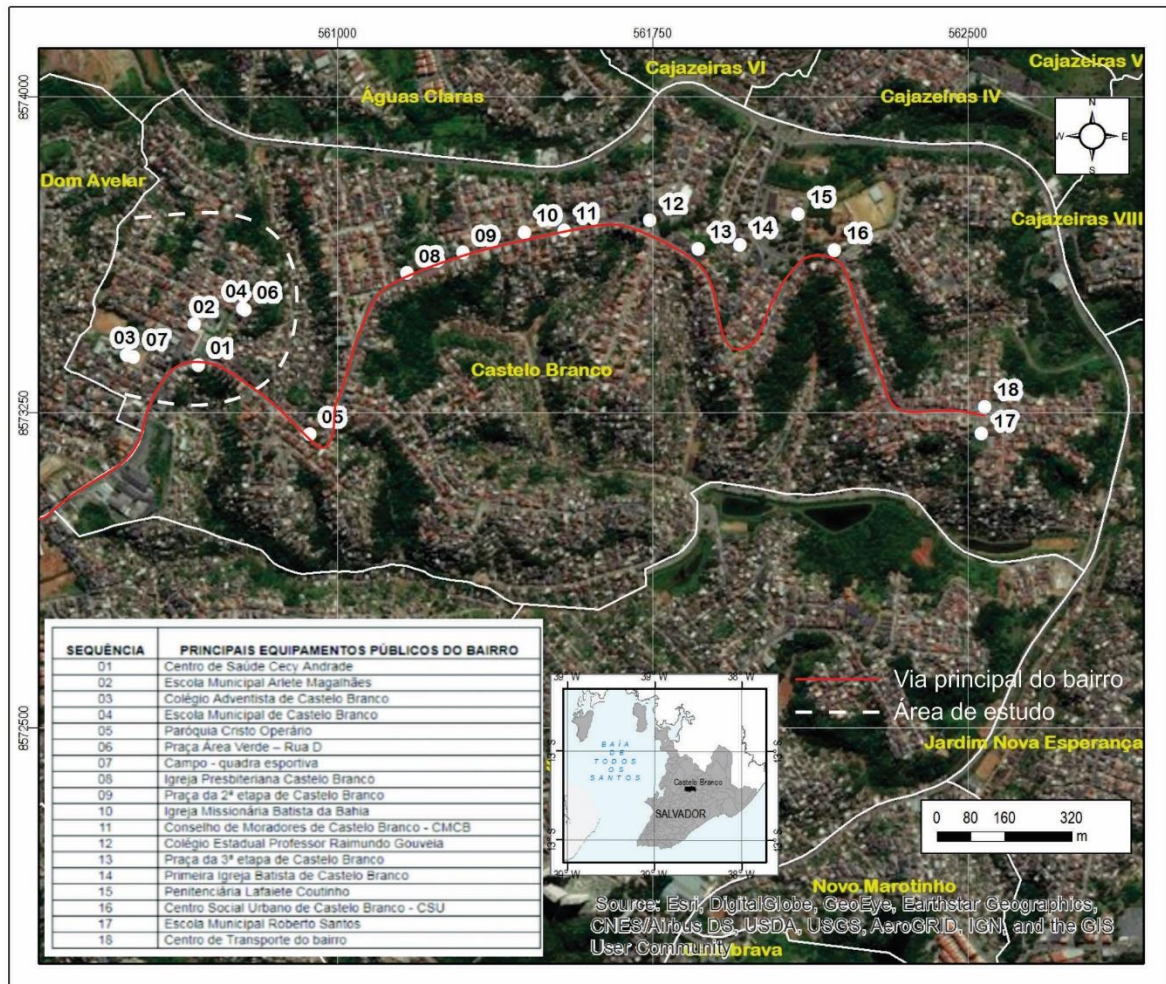 561000 561750 562500
8574000
8573250
8572500
Cajazeiras VI
Cajazeiras V
Águas Claras
Cajazeiras IV
N
W E
S
Dom Avelar
Cajazeiras VIII
15
12
10 11
13 14
16
09
08
04 06
02
03 07
01
Castelo Branco
18
05
17
SEQUÊNCIA PRINCIPAIS EQUIPAMENTOS PÚBLICOS DO BAIRRO
01 Centro de Saúde Cecy Andrade
02 Escola Municipal Arlete Magalhães
03 Colégio Adventista de Castelo Branco
04 Escola Municipal de Castelo Branco
05 Paróquia Cristo Operário
06 Praça Área Verde – Rua D
07 Campo - quadra esportiva
08 Igreja Presbiteriana Castelo Branco
09 Praça da 2ª etapa de Castelo Branco
10 Igreja Missionária Batista da Bahia
11 Conselho de Moradores de Castelo Branco - CMCB
12 Colégio Estadual Professor Raimundo Gouveia
13 Praça da 3ª etapa de Castelo Branco
14 Primeira Igreja Batista de Castelo Branco
15 Penitenciária Lafaiete Coutinho
16 Centro Social Urbano de Castelo Branco - CSU
17 Escola Municipal Roberto Santos
18 Centro de Transporte do bairro
39°W 39°W 38°W
13°S 13°S
BAÍA
DE
TODOS
OS
SANTOS
Castelo Branco
SALVADOR
13°S 13°S
39°W 39°W 38°W
Via principal do bairro
Área de estudo
Jardim Nova Esperança
0 80 160 320
m
Novo Marotinho
Source: Esri, DigitalGlobe, GeoEye, Earthstar Geographics,
CNES/Airbus DS, USDA, USGS, AeroGRID, IGN, and the GIS
User Community